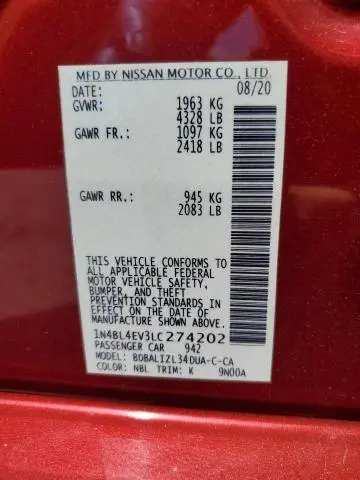 MFD BY NISSAN MOTOR CO., LTD.
DATE: 08/20
GVWR: 1963 KG
4328 LB
GAWR FR.: 1097 KG
2418 LB
GAWR RR.: 945 KG
2083 LB
THIS VEHICLE CONFORMS TO
ALL APPLICABLE FEDERAL
MOTOR VEHICLE SAFETY,
BUMPER, AND THEFT
PREVENTION STANDARDS IN
EFFECT ON THE DATE OF
MANUFACTURE SHOWN ABOVE.
1N4BL4EV3LC274202
PASSENGER CAR 942
MODEL: BDBALIZL34DUA-C-CA
COLOR: NBL TRIM: K 9N00A